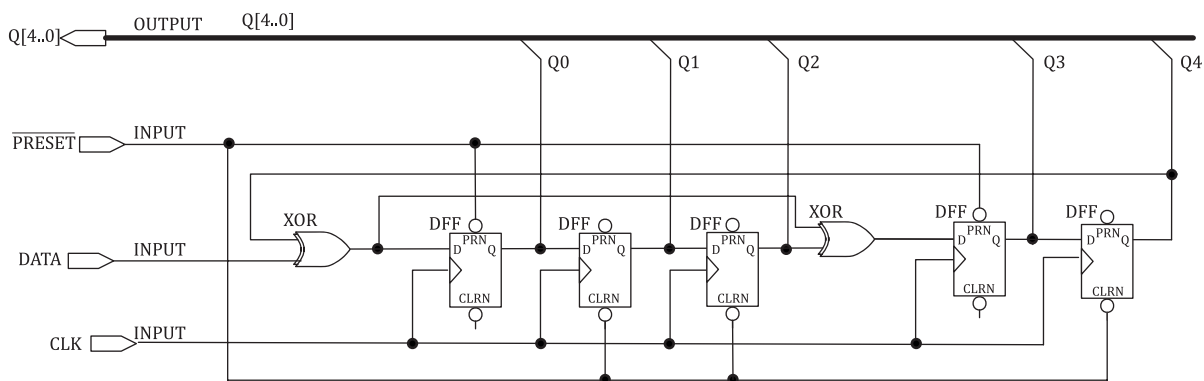 OUTPUT Q[4..0]
Q[4..0]
Q0 Q1 Q2 Q3 Q4
PRESET INPUT
XOR DFF DFF DFF XOR DFF DFF
PRN PRN PRN PRN PRN
D Q D Q D Q D Q D Q
DATA INPUT
CLRN CLRN CLRN CLRN CLRN
CLK INPUT